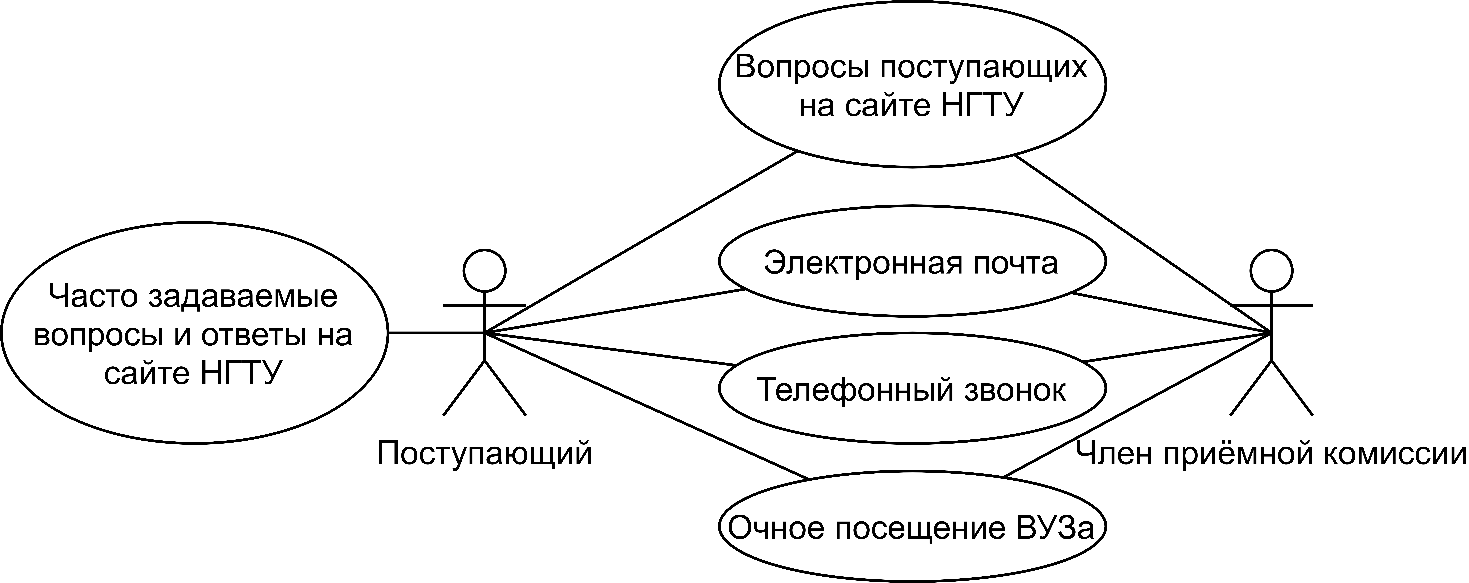 Вопросы поступающих
на сайте НГТУ
Электронная почта
Часто задаваемые
вопросы и ответы на
сайте НГТУ
Телефонный звонок
Поступающий
Член приёмной комиссии
Очное посещение ВУЗа